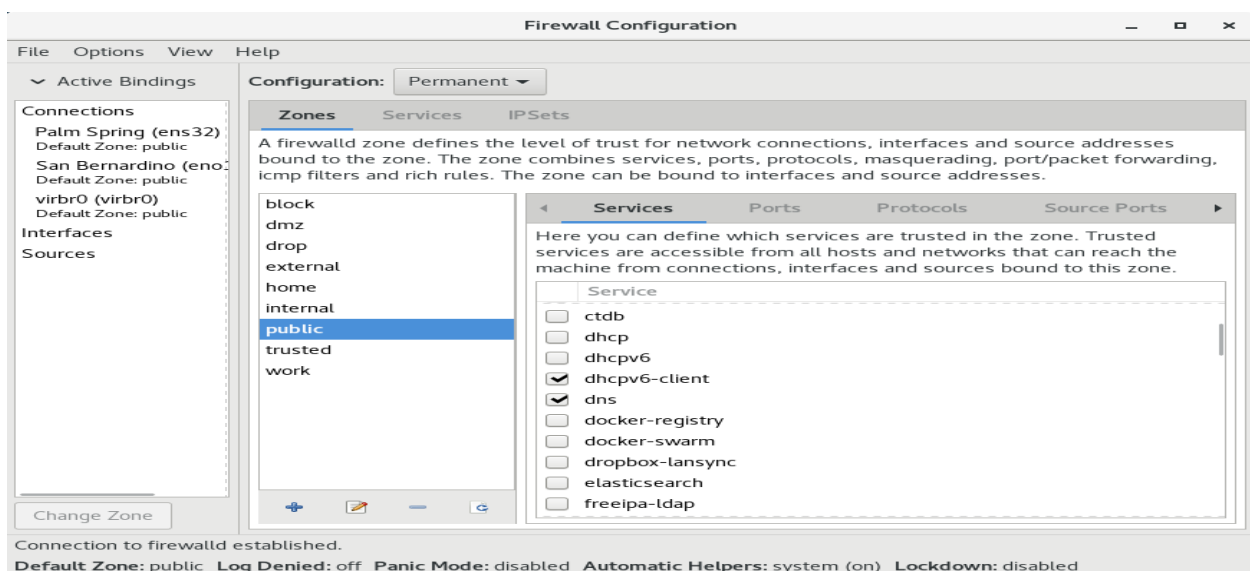 Firewall Configuration
File Options View Help
Active Bindings
Configuration: Permanent
Connections
Palm Spring (ens32)
Default Zone: public
San Bernardino (eno
Default Zone: public
virbr0 (virbr0)
Default Zone: public
Interfaces
Sources
Change Zone
Zones Services IPSets
A firewalld zone defines the level of trust for network connections, interfaces and source addresses
bound to the zone. The zone combines services, ports, protocols, masquerading, port/packet forwarding,
icmp filters and rich rules. The zone can be bound to interfaces and source addresses.
block
dmz
drop
external
home
internal
public
trusted
work
Services Ports Protocols Source Ports
Here you can define which services are trusted in the zone. Trusted
services are accessible from all hosts and networks that can reach the
machine from connections, interfaces and sources bound to this zone.
Service
ctdb
dhcp
dhcpv6
dhcpv6-client
dns
docker-registry
docker-swarm
dropbox-lansync
elasticsearch
freeipa-ldap
Connection to firewalld established.
Default Zone: public Log Denied: off Panic Mode: disabled Automatic Helpers: system (on) Lockdown: disabled